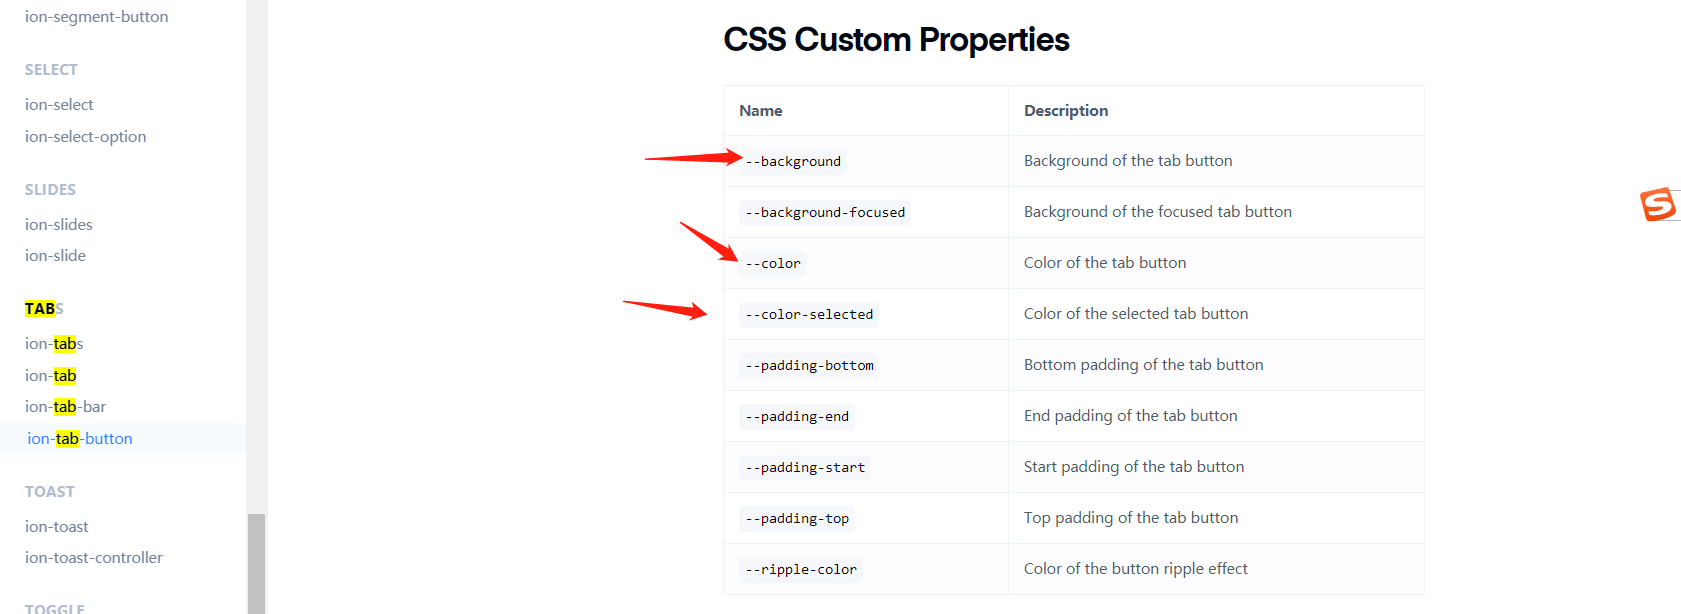 ion-segment-button
SELECT
ion-select
ion-select-option
SLIDES
ion-slides
ion-slide
TABS
ion-tabs
ion-tab
ion-tab-bar
ion-tab-button
TOAST
ion-toast
ion-toast-controller
TOGGLE
CSS Custom Properties
Name Description
--background Background of the tab button
--background-focused Background of the focused tab button
--color Color of the tab button
--color-selected Color of the selected tab button
--padding-bottom Bottom padding of the tab button
--padding-end End padding of the tab button
--padding-start Start padding of the tab button
--padding-top Top padding of the tab button
--ripple-color Color of the button ripple effect
S